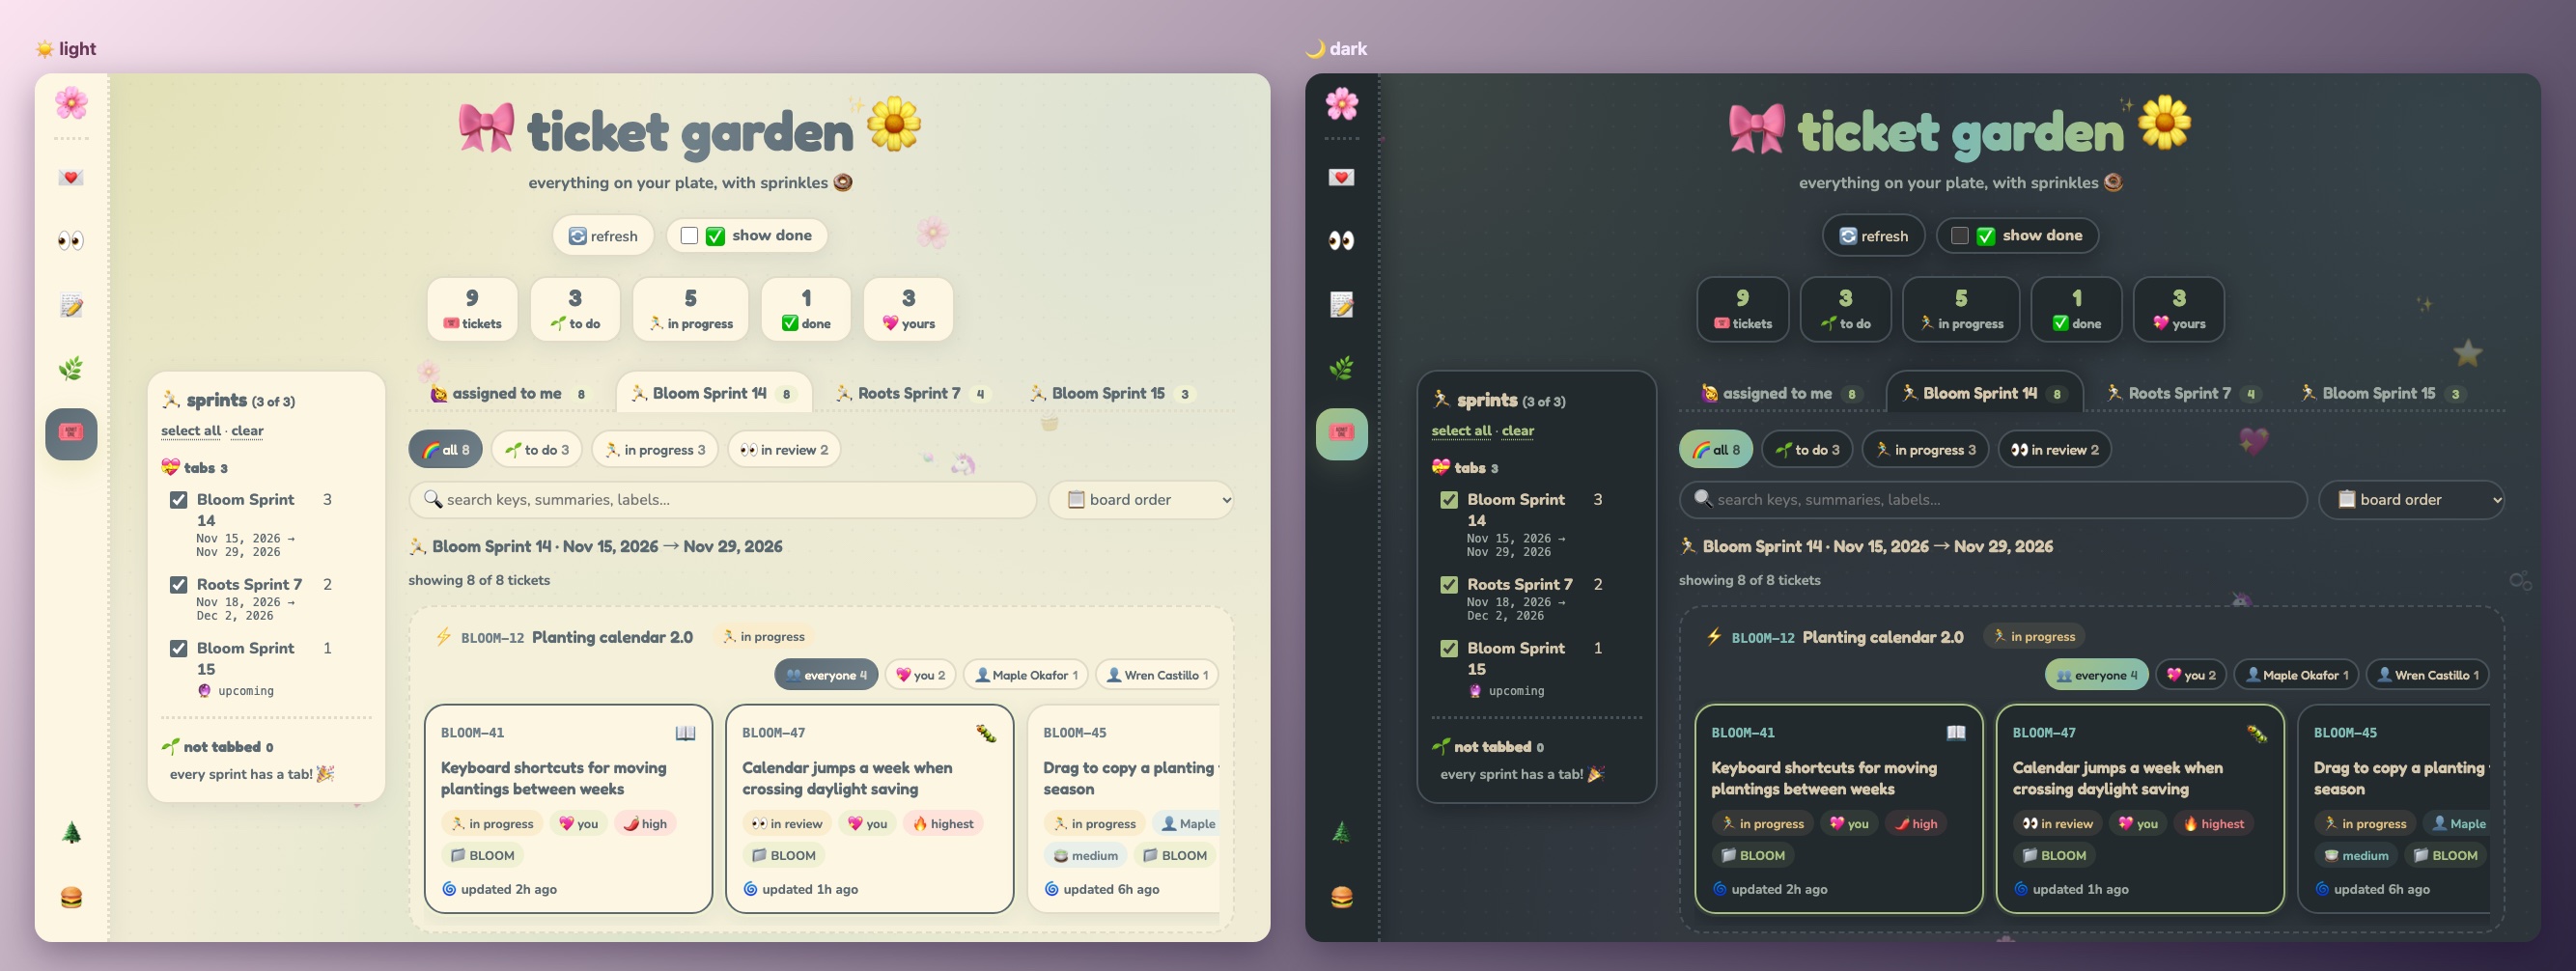 light
ticket garden
everything on your plate, with sprinkles
refresh
show done
9
tickets
3
to do
5
in progress
1
done
3
yours
sprints (3 of 3)
select all · clear
tabs 3
Bloom Sprint 14
3
Nov 15, 2026 →
Nov 29, 2026
Roots Sprint 7
2
Nov 18, 2026 →
Dec 2, 2026
Bloom Sprint 15
1
upcoming
not tabbed 0
every sprint has a tab!
assigned to me 8
Bloom Sprint 14 8
Roots Sprint 7 4
Bloom Sprint 15 3
all 8
to do 3
in progress 3
in review 2
search keys, summaries, labels...
board order
Bloom Sprint 14 · Nov 15, 2026 → Nov 29, 2026
showing 8 of 8 tickets
BLOOM-12 Planting calendar 2.0 in progress
everyone 4
you 2
Maple Okafor 1
Wren Castillo 1
BLOOM-41
Keyboard shortcuts for moving
plantings between weeks
in progress
you
high
BLOOM
updated 2h ago
BLOOM-47
Calendar jumps a week when
crossing daylight saving
in review
you
highest
BLOOM
updated 1h ago
BLOOM-45
Drag to copy a planting
season
in progress
Maple
medium
BLOOM
updated 6h ago
dark
ticket garden
everything on your plate, with sprinkles
refresh
show done
9
tickets
3
to do
5
in progress
1
done
3
yours
sprints (3 of 3)
select all · clear
tabs 3
Bloom Sprint 14
3
Nov 15, 2026 →
Nov 29, 2026
Roots Sprint 7
2
Nov 18, 2026 →
Dec 2, 2026
Bloom Sprint 15
1
upcoming
not tabbed 0
every sprint has a tab!
assigned to me 8
Bloom Sprint 14 8
Roots Sprint 7 4
Bloom Sprint 15 3
all 8
to do 3
in progress 3
in review 2
search keys, summaries, labels...
board order
Bloom Sprint 14 · Nov 15, 2026 → Nov 29, 2026
showing 8 of 8 tickets
BLOOM-12 Planting calendar 2.0 in progress
everyone 4
you 2
Maple Okafor 1
Wren Castillo 1
BLOOM-41
Keyboard shortcuts for moving
plantings between weeks
in progress
you
high
BLOOM
updated 2h ago
BLOOM-47
Calendar jumps a week when
crossing daylight saving
in review
you
highest
BLOOM
updated 1h ago
BLOOM-45
Drag to copy a planting
season
in progress
Maple
medium
BLOOM
updated 6h ago